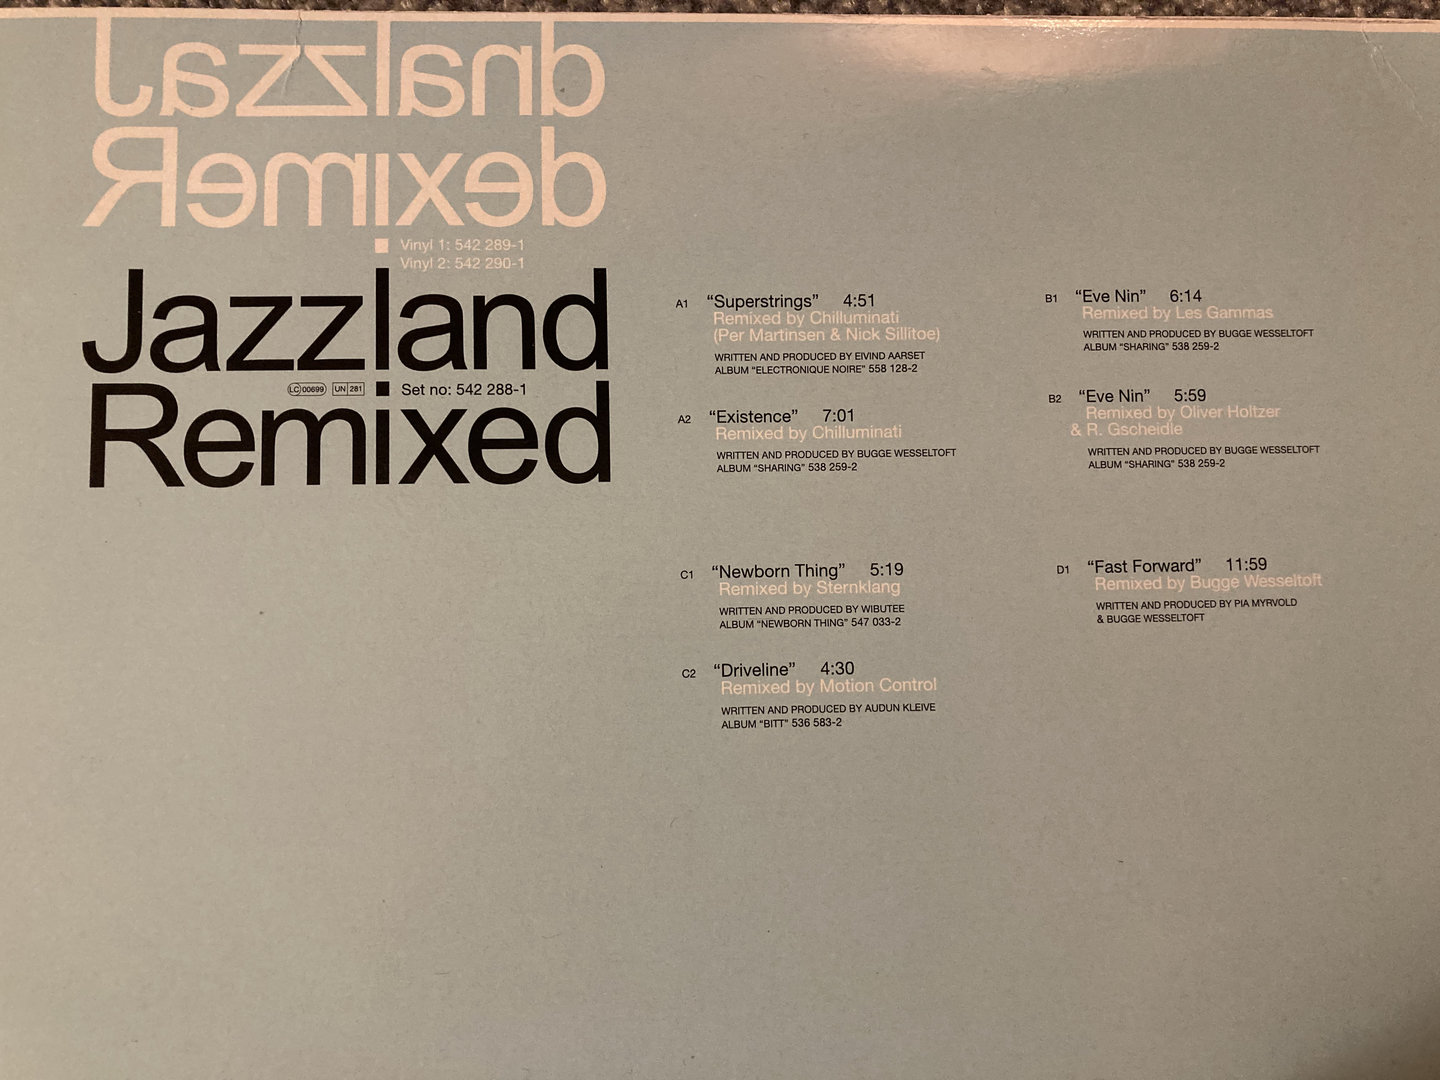 Jazzland
Remixed
Vinyl 1: 542 289-1
Vinyl 2: 542 290-1
Jazzland
LC 00699 UN 281 Set no: 542 288-1
Remixed
A1 “Superstrings” 4:51
Remixed by Chilluminati
(Per Martinsen & Nick Sillitoe)
WRITTEN AND PRODUCED BY EIVIND AARSET
ALBUM “ELECTRONIQUE NOIRE” 558 128-2
A2 “Existence” 7:01
Remixed by Chilluminati
WRITTEN AND PRODUCED BY BUGGE WESSELTOFT
ALBUM “SHARING” 538 259-2
B1 “Eve Nin” 6:14
Remixed by Les Gammas
WRITTEN AND PRODUCED BY BUGGE WESSELTOFT
ALBUM “SHARING” 538 259-2
B2 “Eve Nin” 5:59
Remixed by Oliver Holtzer
& R. Gscheidle
WRITTEN AND PRODUCED BY BUGGE WESSELTOFT
ALBUM “SHARING” 538 259-2
C1 “Newborn Thing” 5:19
Remixed by Sternklang
WRITTEN AND PRODUCED BY WIBUTEE
ALBUM “NEWBORN THING” 547 033-2
C2 “Driveline” 4:30
Remixed by Motion Control
WRITTEN AND PRODUCED BY AUDUN KLEIVE
ALBUM “BITT” 536 583-2
D1 “Fast Forward” 11:59
Remixed by Bugge Wesseltoft
WRITTEN AND PRODUCED BY PIA MYRVOLD
& BUGGE WESSELTOFT